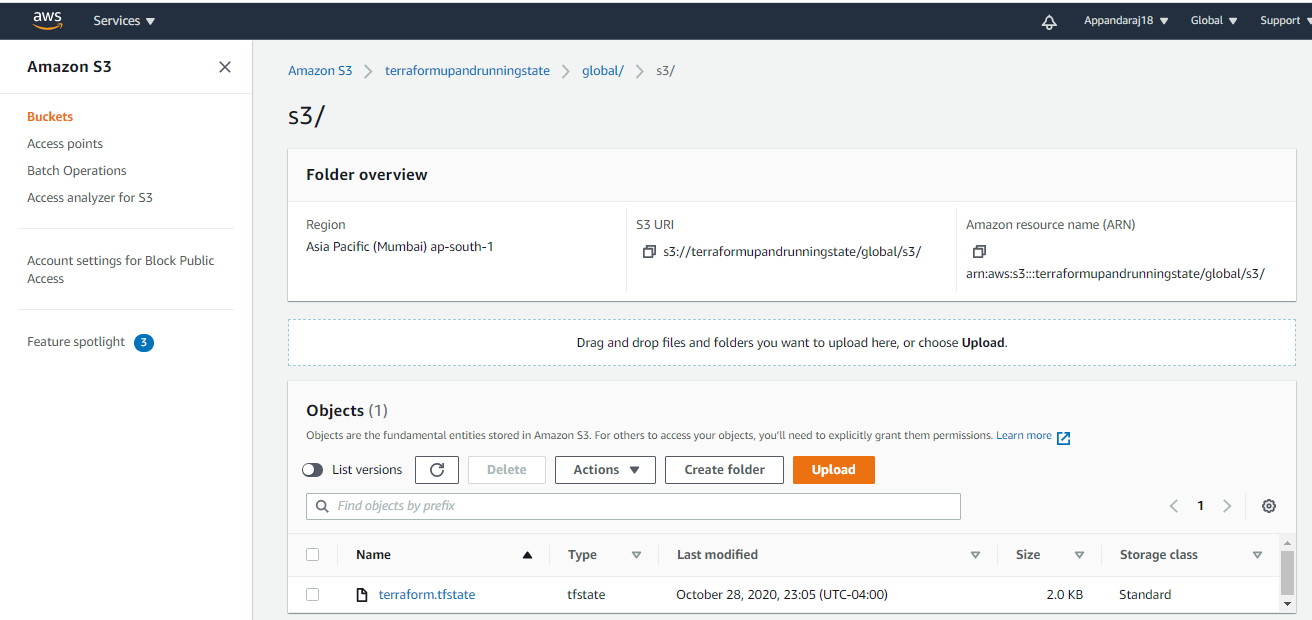 aws Services Appandaraj18 Global Support
Amazon S3
Buckets
Access points
Batch Operations
Access analyzer for S3
Account settings for Block Public
Access
Feature spotlight 3
Amazon S3 terraformupandrunningstate global/ s3/
s3/
Folder overview
Region
Asia Pacific (Mumbai) ap-south-1
S3 URI
s3://terraformupandrunningstate/global/s3/
Amazon resource name (ARN)
arn:aws:s3:::terraformupandrunningstate/global/s3/
Drag and drop files and folders you want to upload here, or choose Upload.
Objects (1)
Objects are the fundamental entities stored in Amazon S3. For others to access your objects, you'll need to explicitly grant them permissions. Learn more
List versions Delete Actions Create folder Upload
Find objects by prefix 1
Name Type Last modified Size Storage class
terraform.tfstate tfstate October 28, 2020, 23:05 (UTC-04:00) 2.0 KB Standard